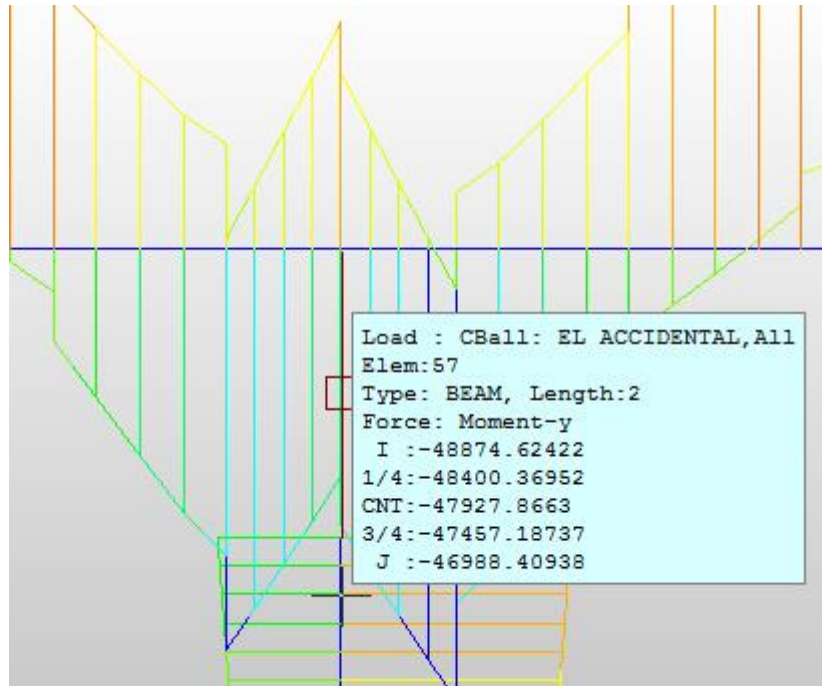 Load : CBall: EL ACCIDENTAL,All
Elem:57
Type: BEAM, Length:2
Force: Moment-y
I :-48874.62422
1/4:-48400.36952
CNT:-47927.8663
3/4:-47457.18737
J :-46988.40938